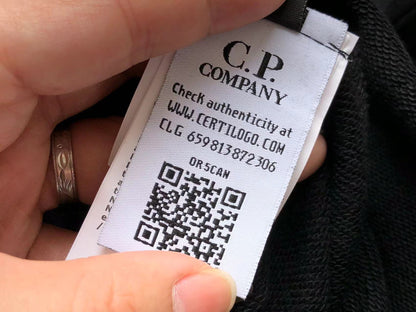 C.P.
COMPANY
Check authenticity at
WWW.CERTILOGO.COM
CLG 659813872306
OR SCAN